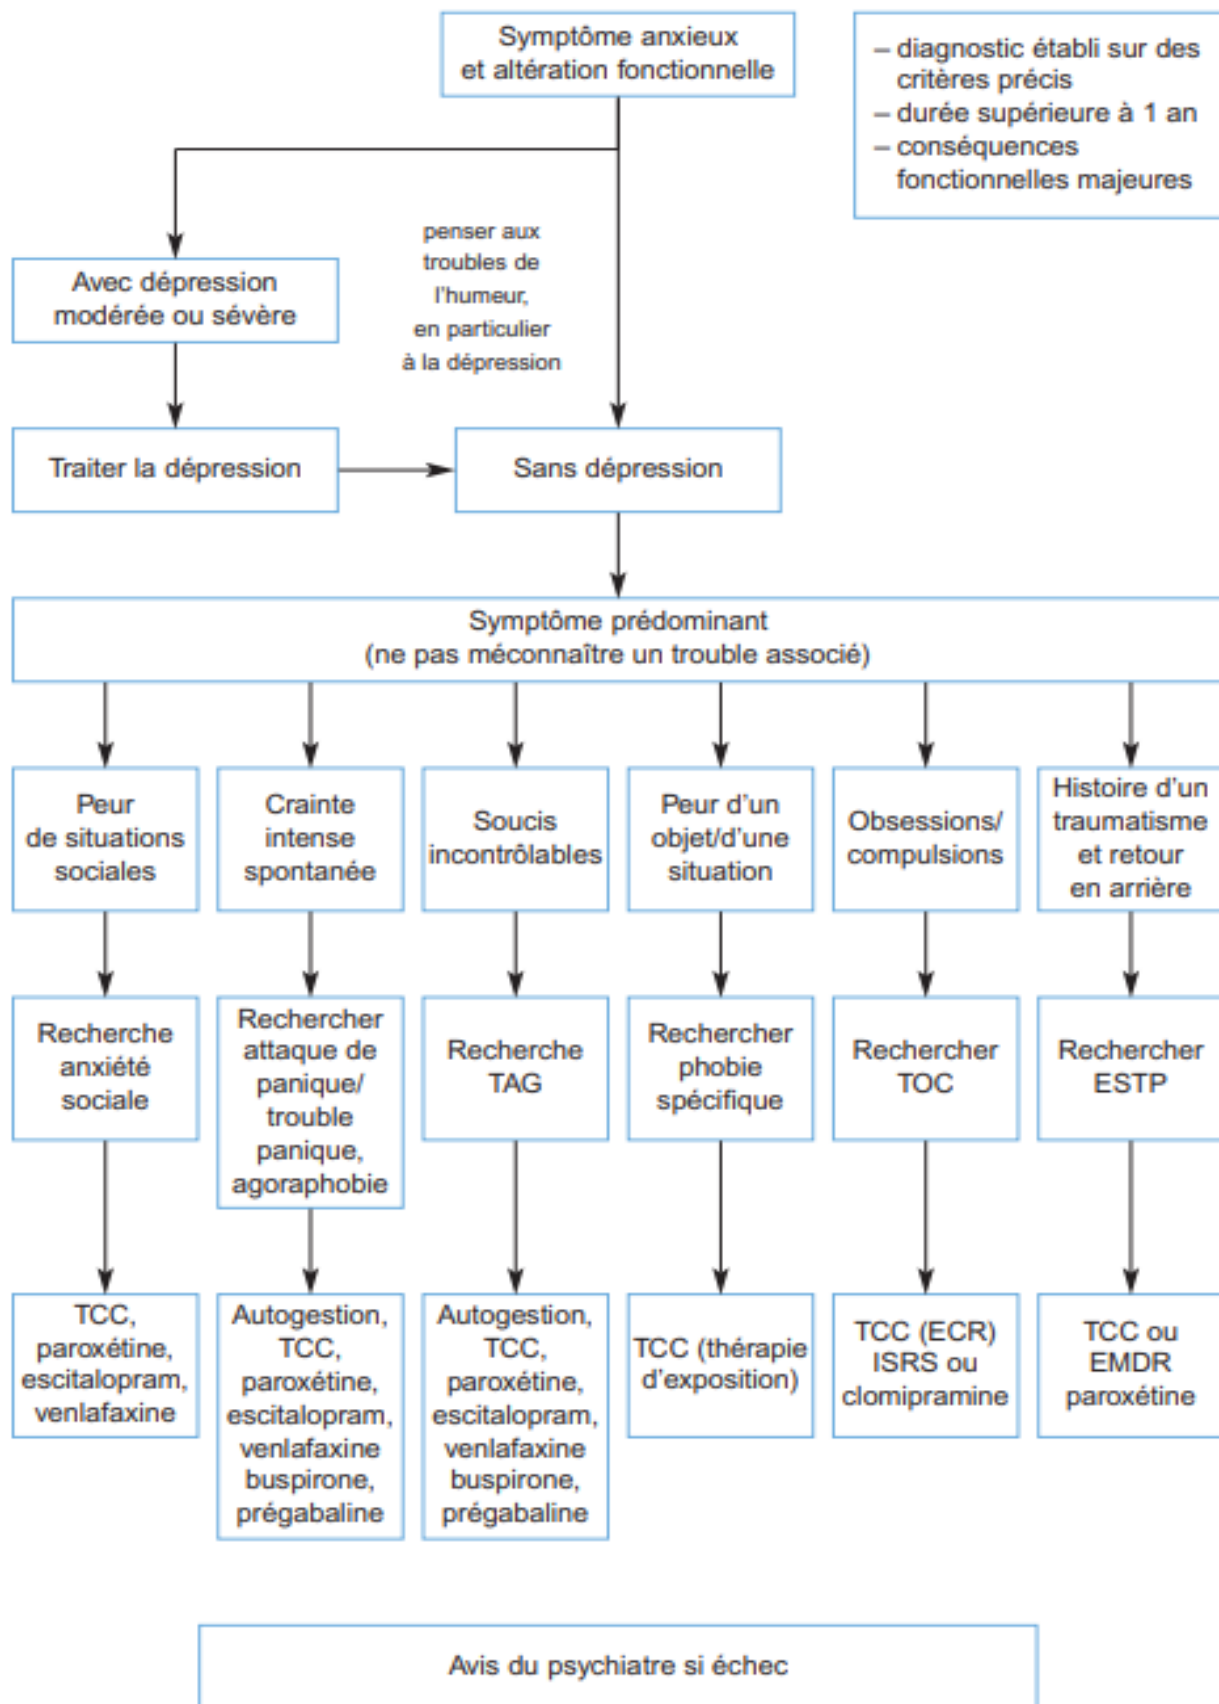 Symptôme anxieux
et altération fonctionnelle
– diagnostic établi sur des
critères précis
– durée supérieure à 1 an
– conséquences
fonctionnelles majeures
penser aux
troubles de
l'humeur,
en particulier
à la dépression
Avec dépression
modérée ou sévère
Traiter la dépression
Sans dépression
Symptôme prédominant
(ne pas méconnaître un trouble associé)
Peur
de situations
sociales
Crainte
intense
spontanée
Soucis
incontrôlables
Peur d'un
objet/d'une
situation
Obsessions/
compulsions
Histoire d'un
traumatisme
et retour
en arrière
Recherche
anxiété
sociale
Rechercher
attaque de
panique/
trouble
panique,
agoraphobie
Recherche
TAG
Rechercher
phobie
spécifique
Rechercher
TOC
Rechercher
ESTP
TCC,
paroxétine,
escitalopram,
venlafaxine
Autogestion,
TCC,
paroxétine,
escitalopram,
venlafaxine
buspirone,
prégabaline
Autogestion,
TCC,
paroxétine,
escitalopram,
venlafaxine
buspirone,
prégabaline
TCC (thérapie
d'exposition)
TCC (ECR)
ISRS ou
clomipramine
TCC ou
EMDR
paroxétine
Avis du psychiatre si échec